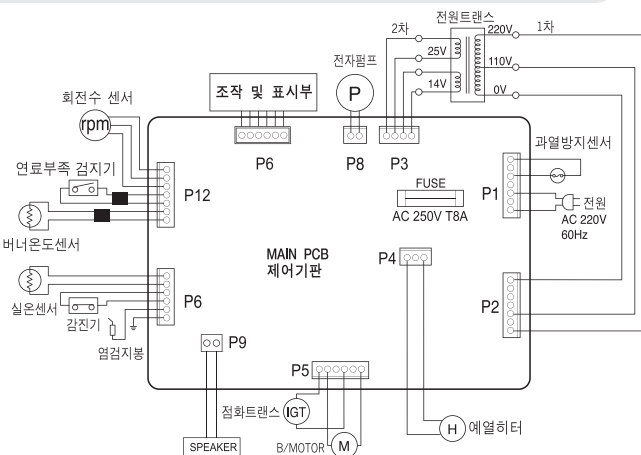 전원트랜스
2차
220V
1차
25V
110V
14V
0V
전자펌프
P
조작 및 표시부
회전수 센서
rpm
P6
P8
P3
과열방지센서
연료부족 검지기
P12
FUSE
AC 250V T8A
P1
전원
AC 220V
60Hz
버너온도센서
MAIN PCB
제어기판
P4
P6
P2
실온센서
감진기
염검지봉
P9
P5
점화트랜스
IGT
예열히터
H
SPEAKER
B/MOTOR
M